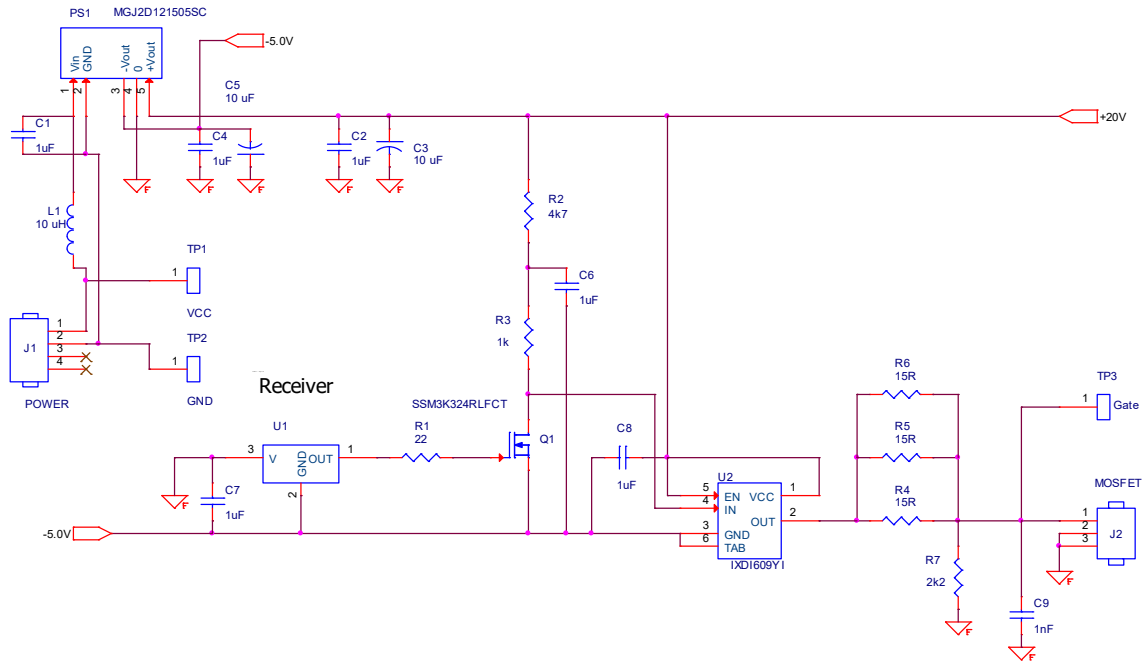 PS1 MGJ2D121505SC
-5.0V
Vin
GND
-Vout
0
+Vout
1
2
3
4
5
C5
10 uF
C1
1uF
C4
1uF
C2
1uF
C3
10 uF
+20V
L1
10 uH
R2
4k7
TP1
1
VCC
C6
1uF
R3
1k
J1
1
2
3
4
POWER
TP2
1
GND
Receiver
SSM3K324RLFCT
U1
3
V
GND
OUT
1
2
R1
22
Q1
C7
1uF
-5.0V
C8
1uF
U2
5
EN
4
IN
3
GND
6
TAB
VCC
1
OUT
2
IXDI609YI
R6
15R
R5
15R
R4
15R
R7
2k2
TP3
1
Gate
MOSFET
1
2
3
J2
C9
1nF
F
F
F
F
F
F
F
F
F